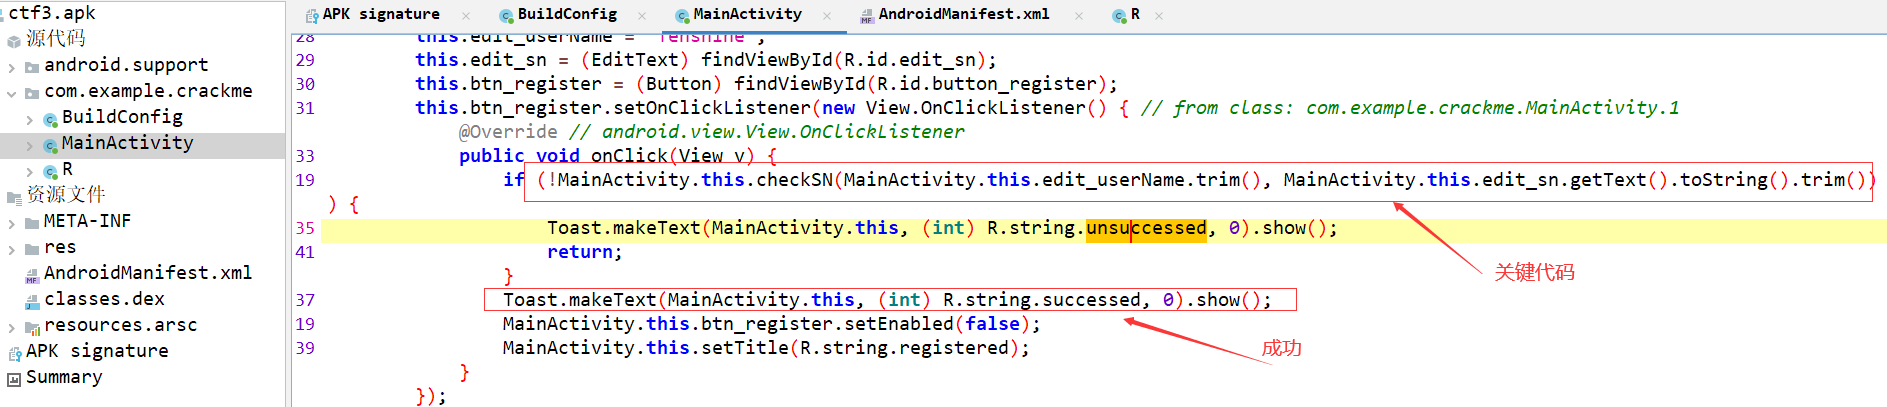 ctf3.apk
源代码
android.support
com.example.crackme
BuildConfig
MainActivity
R
资源文件
META-INF
res
AndroidManifest.xml
classes.dex
resources.arsc
APK signature
Summary
APK signature × BuildConfig × MainActivity × AndroidManifest.xml × R ×
28 this.edit_userName = "Tenshine";
29 this.edit_sn = (EditText) findViewById(R.id.edit_sn);
30 this.btn_register = (Button) findViewById(R.id.button_register);
31 this.btn_register.setOnClickListener(new View.OnClickListener() { // from class: com.example.crackme.MainActivity.1
@Override // android.view.View.OnClickListener
33 public void onClick(View v) {
19 if (!MainActivity.this.checkSN(MainActivity.this.edit_userName.trim(), MainActivity.this.edit_sn.getText().toString().trim())
) {
35 Toast.makeText(MainActivity.this, (int) R.string.unsuccessed, 0).show();
41 return;
}
关键代码
37 Toast.makeText(MainActivity.this, (int) R.string.successed, 0).show();
19 MainActivity.this.btn_register.setEnabled(false);
39 MainActivity.this.setTitle(R.string.registered);
成功
}
});